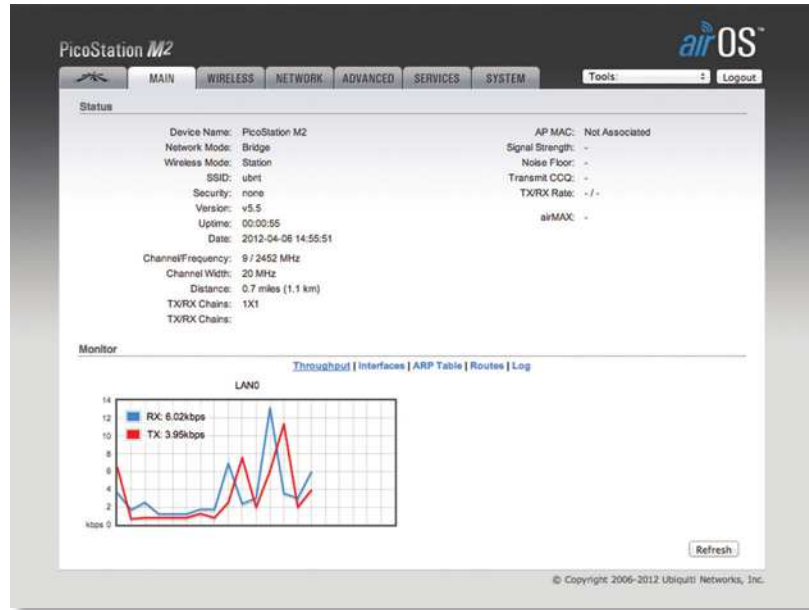 PicoStation M2
airOS™
MAIN WIRELESS NETWORK ADVANCED SERVICES SYSTEM Tools: Logout
Status
Device Name: PicoStation M2
Network Mode: Bridge
Wireless Mode: Station
SSID: ubnt
Security: none
Version: v5.5
Uptime: 00:00:55
Date: 2012-04-06 14:55:51
Channel/Frequency: 9 / 2452 MHz
Channel Width: 20 MHz
Distance: 0.7 miles (1.1 km)
TX/RX Chains: 1X1
TX/RX Chains:
AP MAC: Not Associated
Signal Strength: -
Noise Floor: -
Transmit CCQ: -
TX/RX Rate: - / -
airMAX: -
Monitor
Throughput | Interfaces | ARP Table | Routes | Log
LAN0
14
12
10
8
6
4
2
kbps 0
RX: 6.02kbps
TX: 3.95kbps
Refresh
© Copyright 2006-2012 Ubiquiti Networks, Inc.